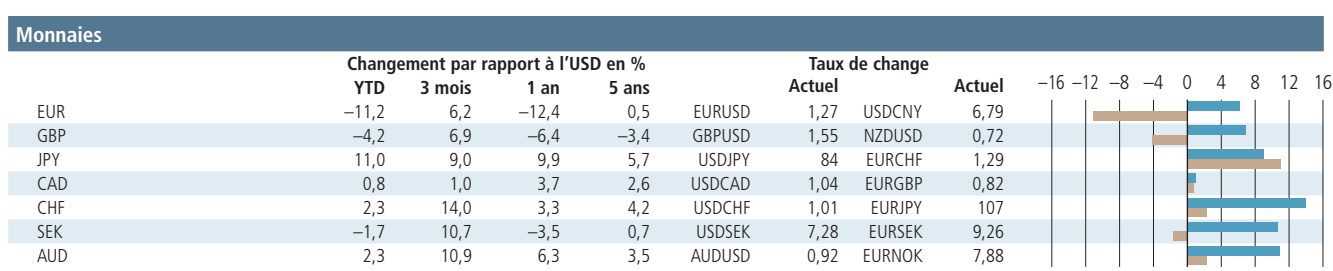 Monnaies
Changement par rapport à l’USD en % Taux de change
YTD 3 mois 1 an 5 ans Actuel Actuel −16 −12 −8 −4 0 4 8 12 16
EUR −11,2 6,2 −12,4 0,5 EURUSD 1,27 USDCNY 6,79
GBP −4,2 6,9 −6,4 −3,4 GBPUSD 1,55 NZDUSD 0,72
JPY 11,0 9,0 9,9 5,7 USDJPY 84 EURCHF 1,29
CAD 0,8 1,0 3,7 2,6 USDCAD 1,04 EURGBP 0,82
CHF 2,3 14,0 3,3 4,2 USDCHF 1,01 EURJPY 107
SEK −1,7 10,7 −3,5 0,7 USDSEK 7,28 EURSEK 9,26
AUD 2,3 10,9 6,3 3,5 AUDUSD 0,92 EURNOK 7,88